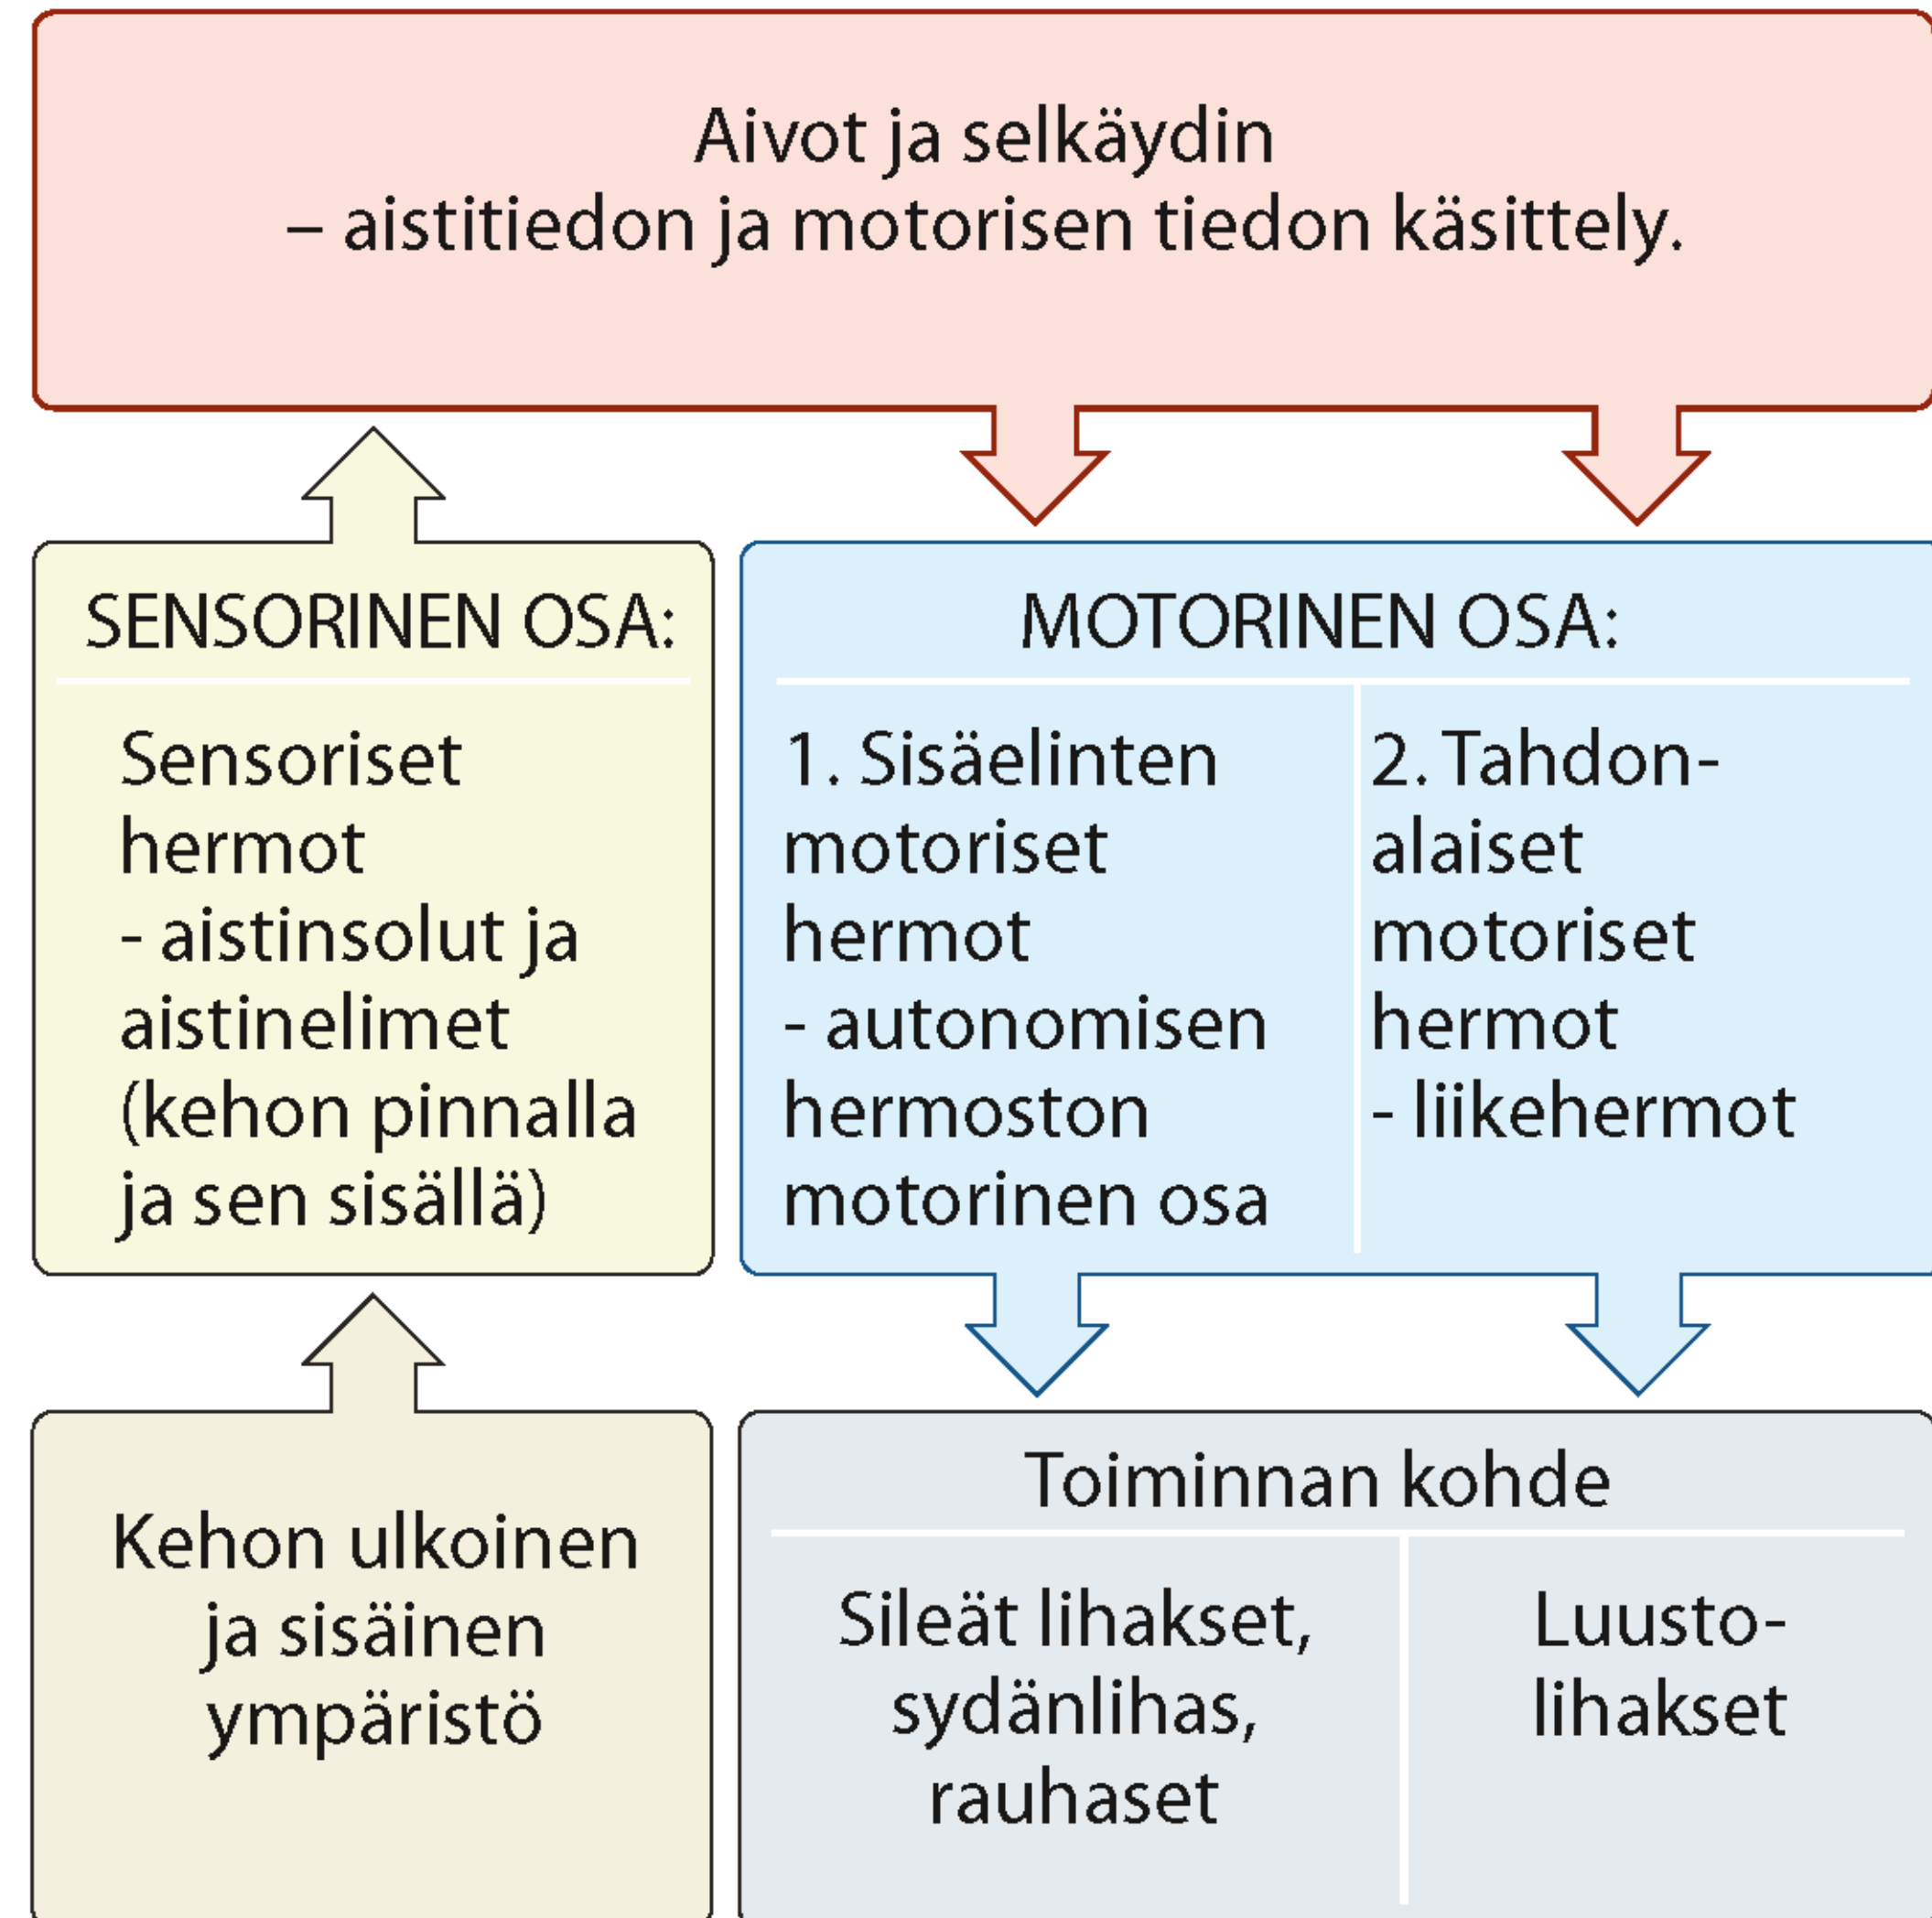 Aivot ja selkäydin
– aistitiedon ja motorisen tiedon käsittely.
SENSORINEN OSA:
Sensoriset
hermot
- aistinsolut ja
aistinelimet
(kehon pinnalla
ja sen sisällä)
MOTORINEN OSA:
1. Sisäelinten
motoriset
hermot
- autonomisen
hermoston
motorinen osa
2. Tahdon-
alaiset
motoriset
hermot
- liikehermot
Kehon ulkoinen
ja sisäinen
ympäristö
Toiminnan kohde
Sileät lihakset,
sydänlihas,
rauhaset
Luusto-
lihakset